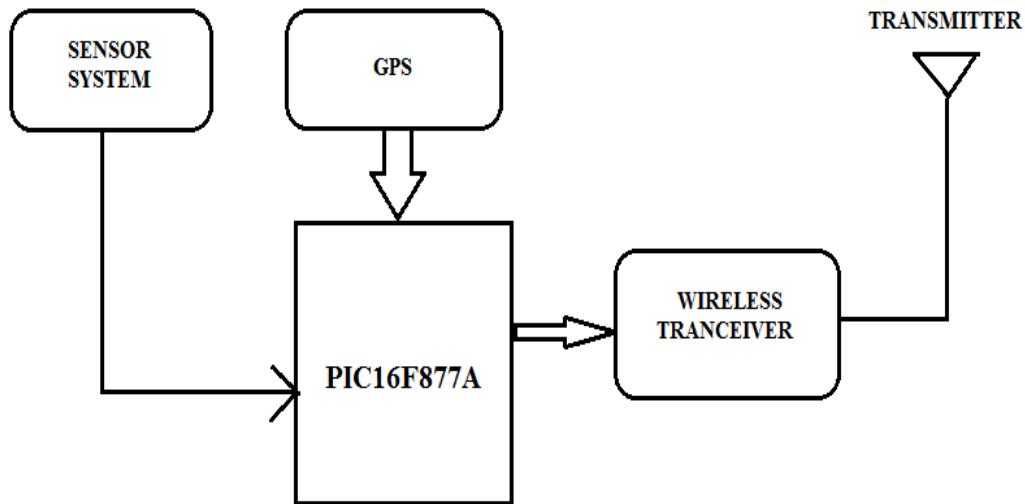 SENSOR
SYSTEM
GPS
TRANSMITTER
PIC16F877A
WIRELESS
TRANCEIVER